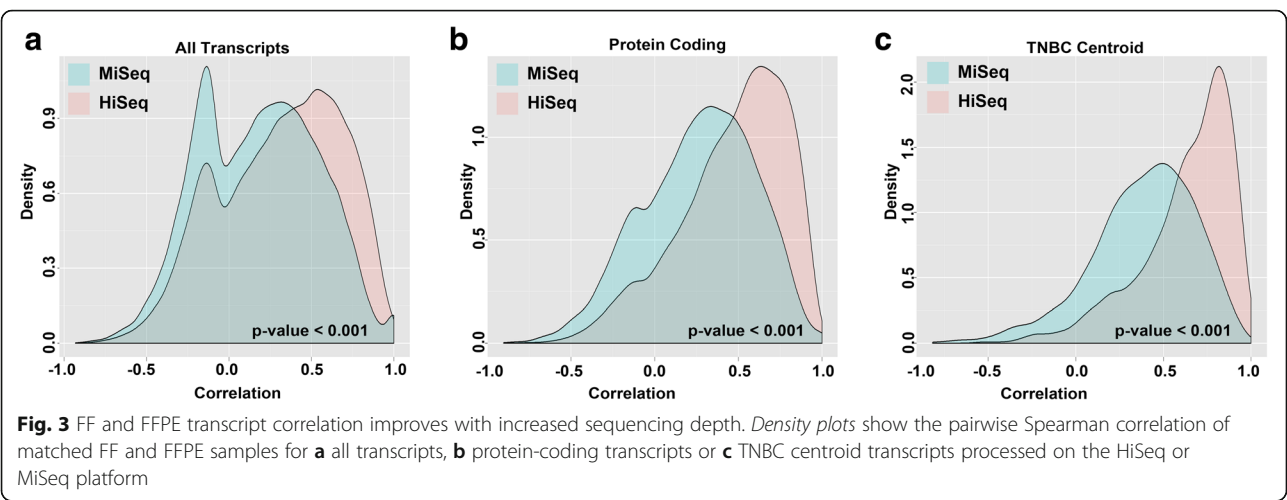 a
All Transcripts
MiSeq
HiSeq
0.9
0.6
0.3
0.0
Density
p-value < 0.001
-1.0 -0.5 0.0 0.5 1.0
Correlation
b
Protein Coding
MiSeq
HiSeq
1.0
0.5
0.0
Density
p-value < 0.001
-1.0 -0.5 0.0 0.5 1.0
Correlation
c
TNBC Centroid
MiSeq
HiSeq
2.0
1.5
1.0
0.5
0.0
Density
p-value < 0.001
-1.0 -0.5 0.0 0.5 1.0
Correlation
Fig. 3 FF and FFPE transcript correlation improves with increased sequencing depth. Density plots show the pairwise Spearman correlation of
matched FF and FFPE samples for a all transcripts, b protein-coding transcripts or c TNBC centroid transcripts processed on the HiSeq or
MiSeq platform